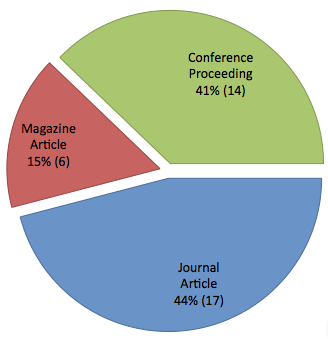 Conference
Proceeding
41% (14)
Magazine
Article
15% (6)
Journal
Article
44% (17)